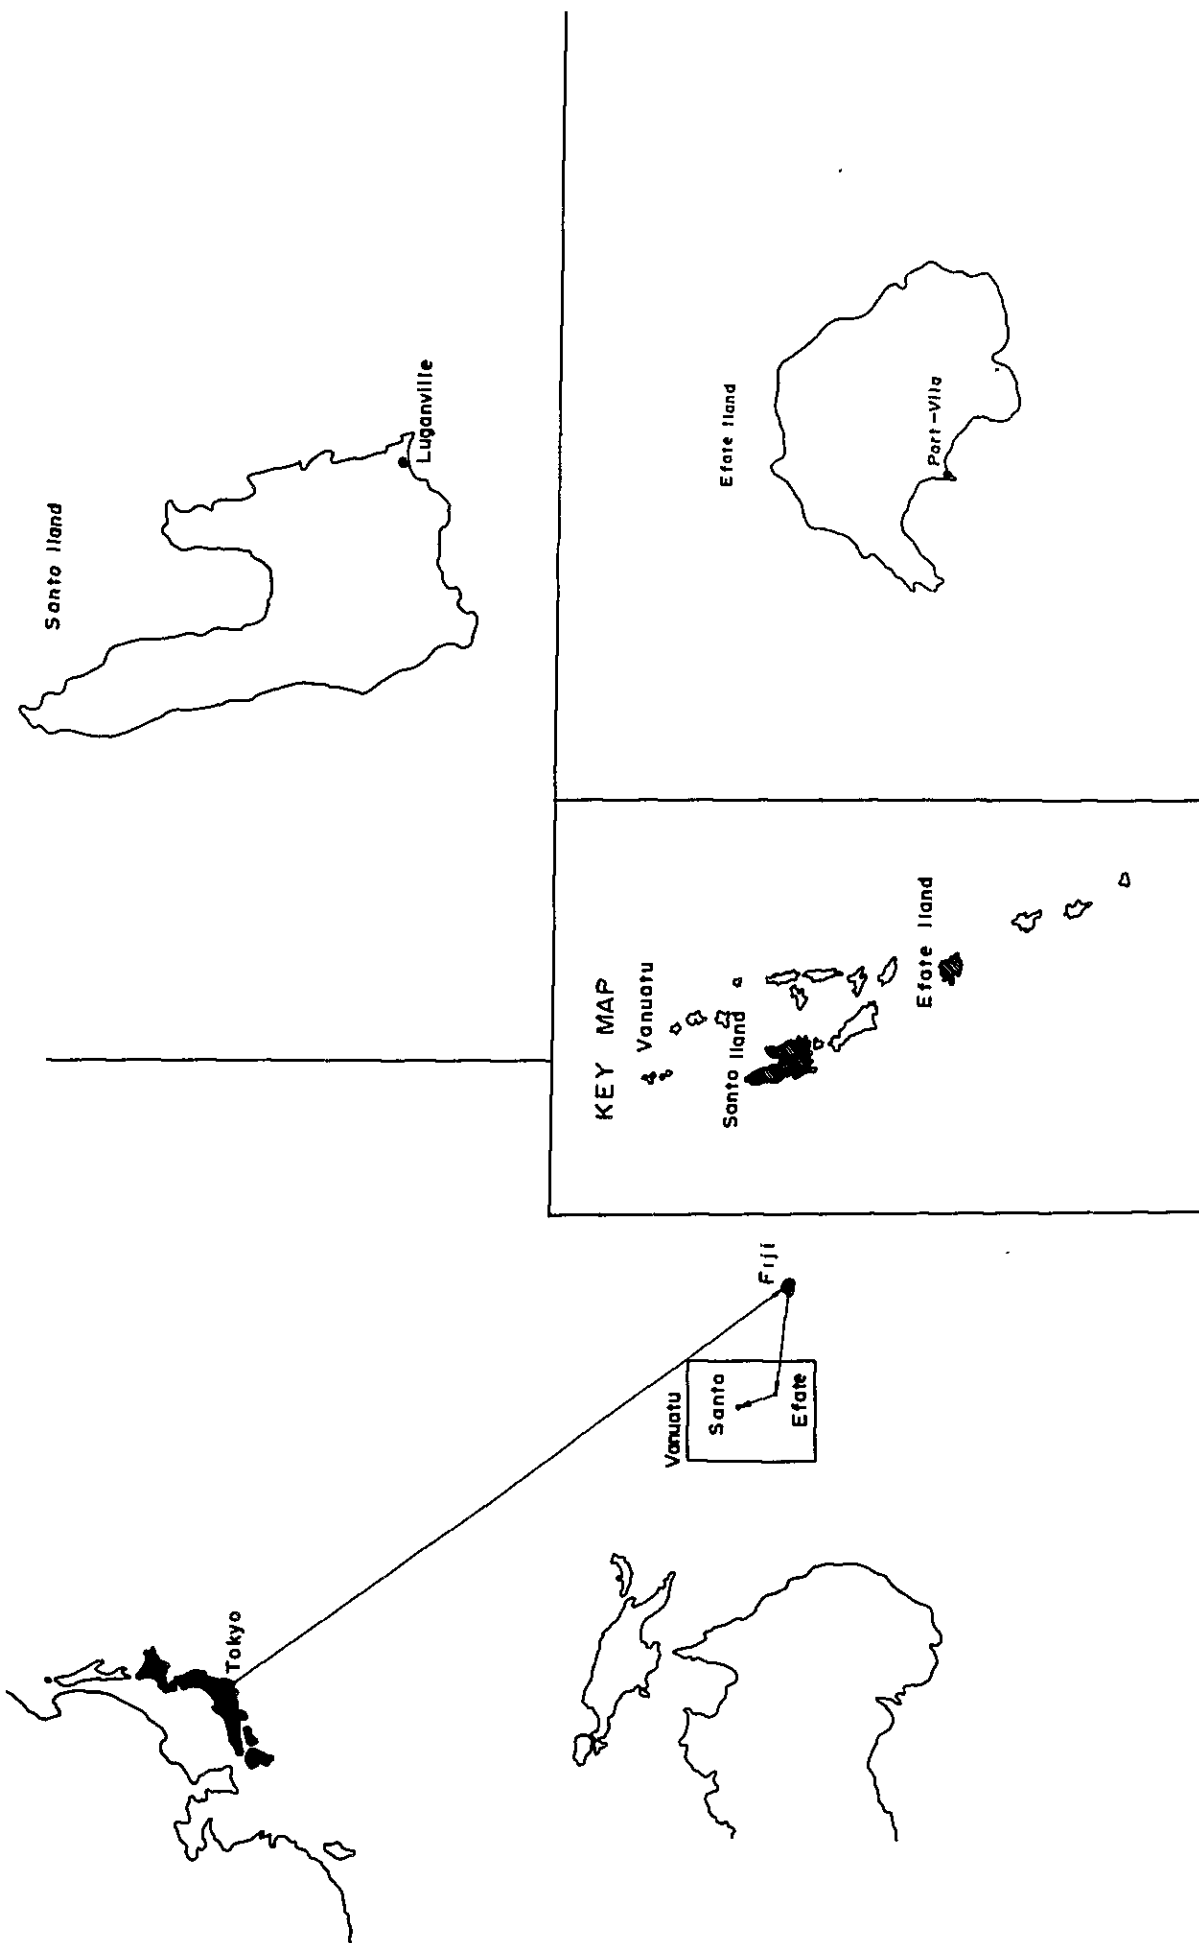 Tokyo
Vanuatu
Santo
Efate
Fiji
KEY MAP
Vanuatu
Santo Iland
Efate Iland
Santo Iland
Luganville
Efate Iland
Port-Vila